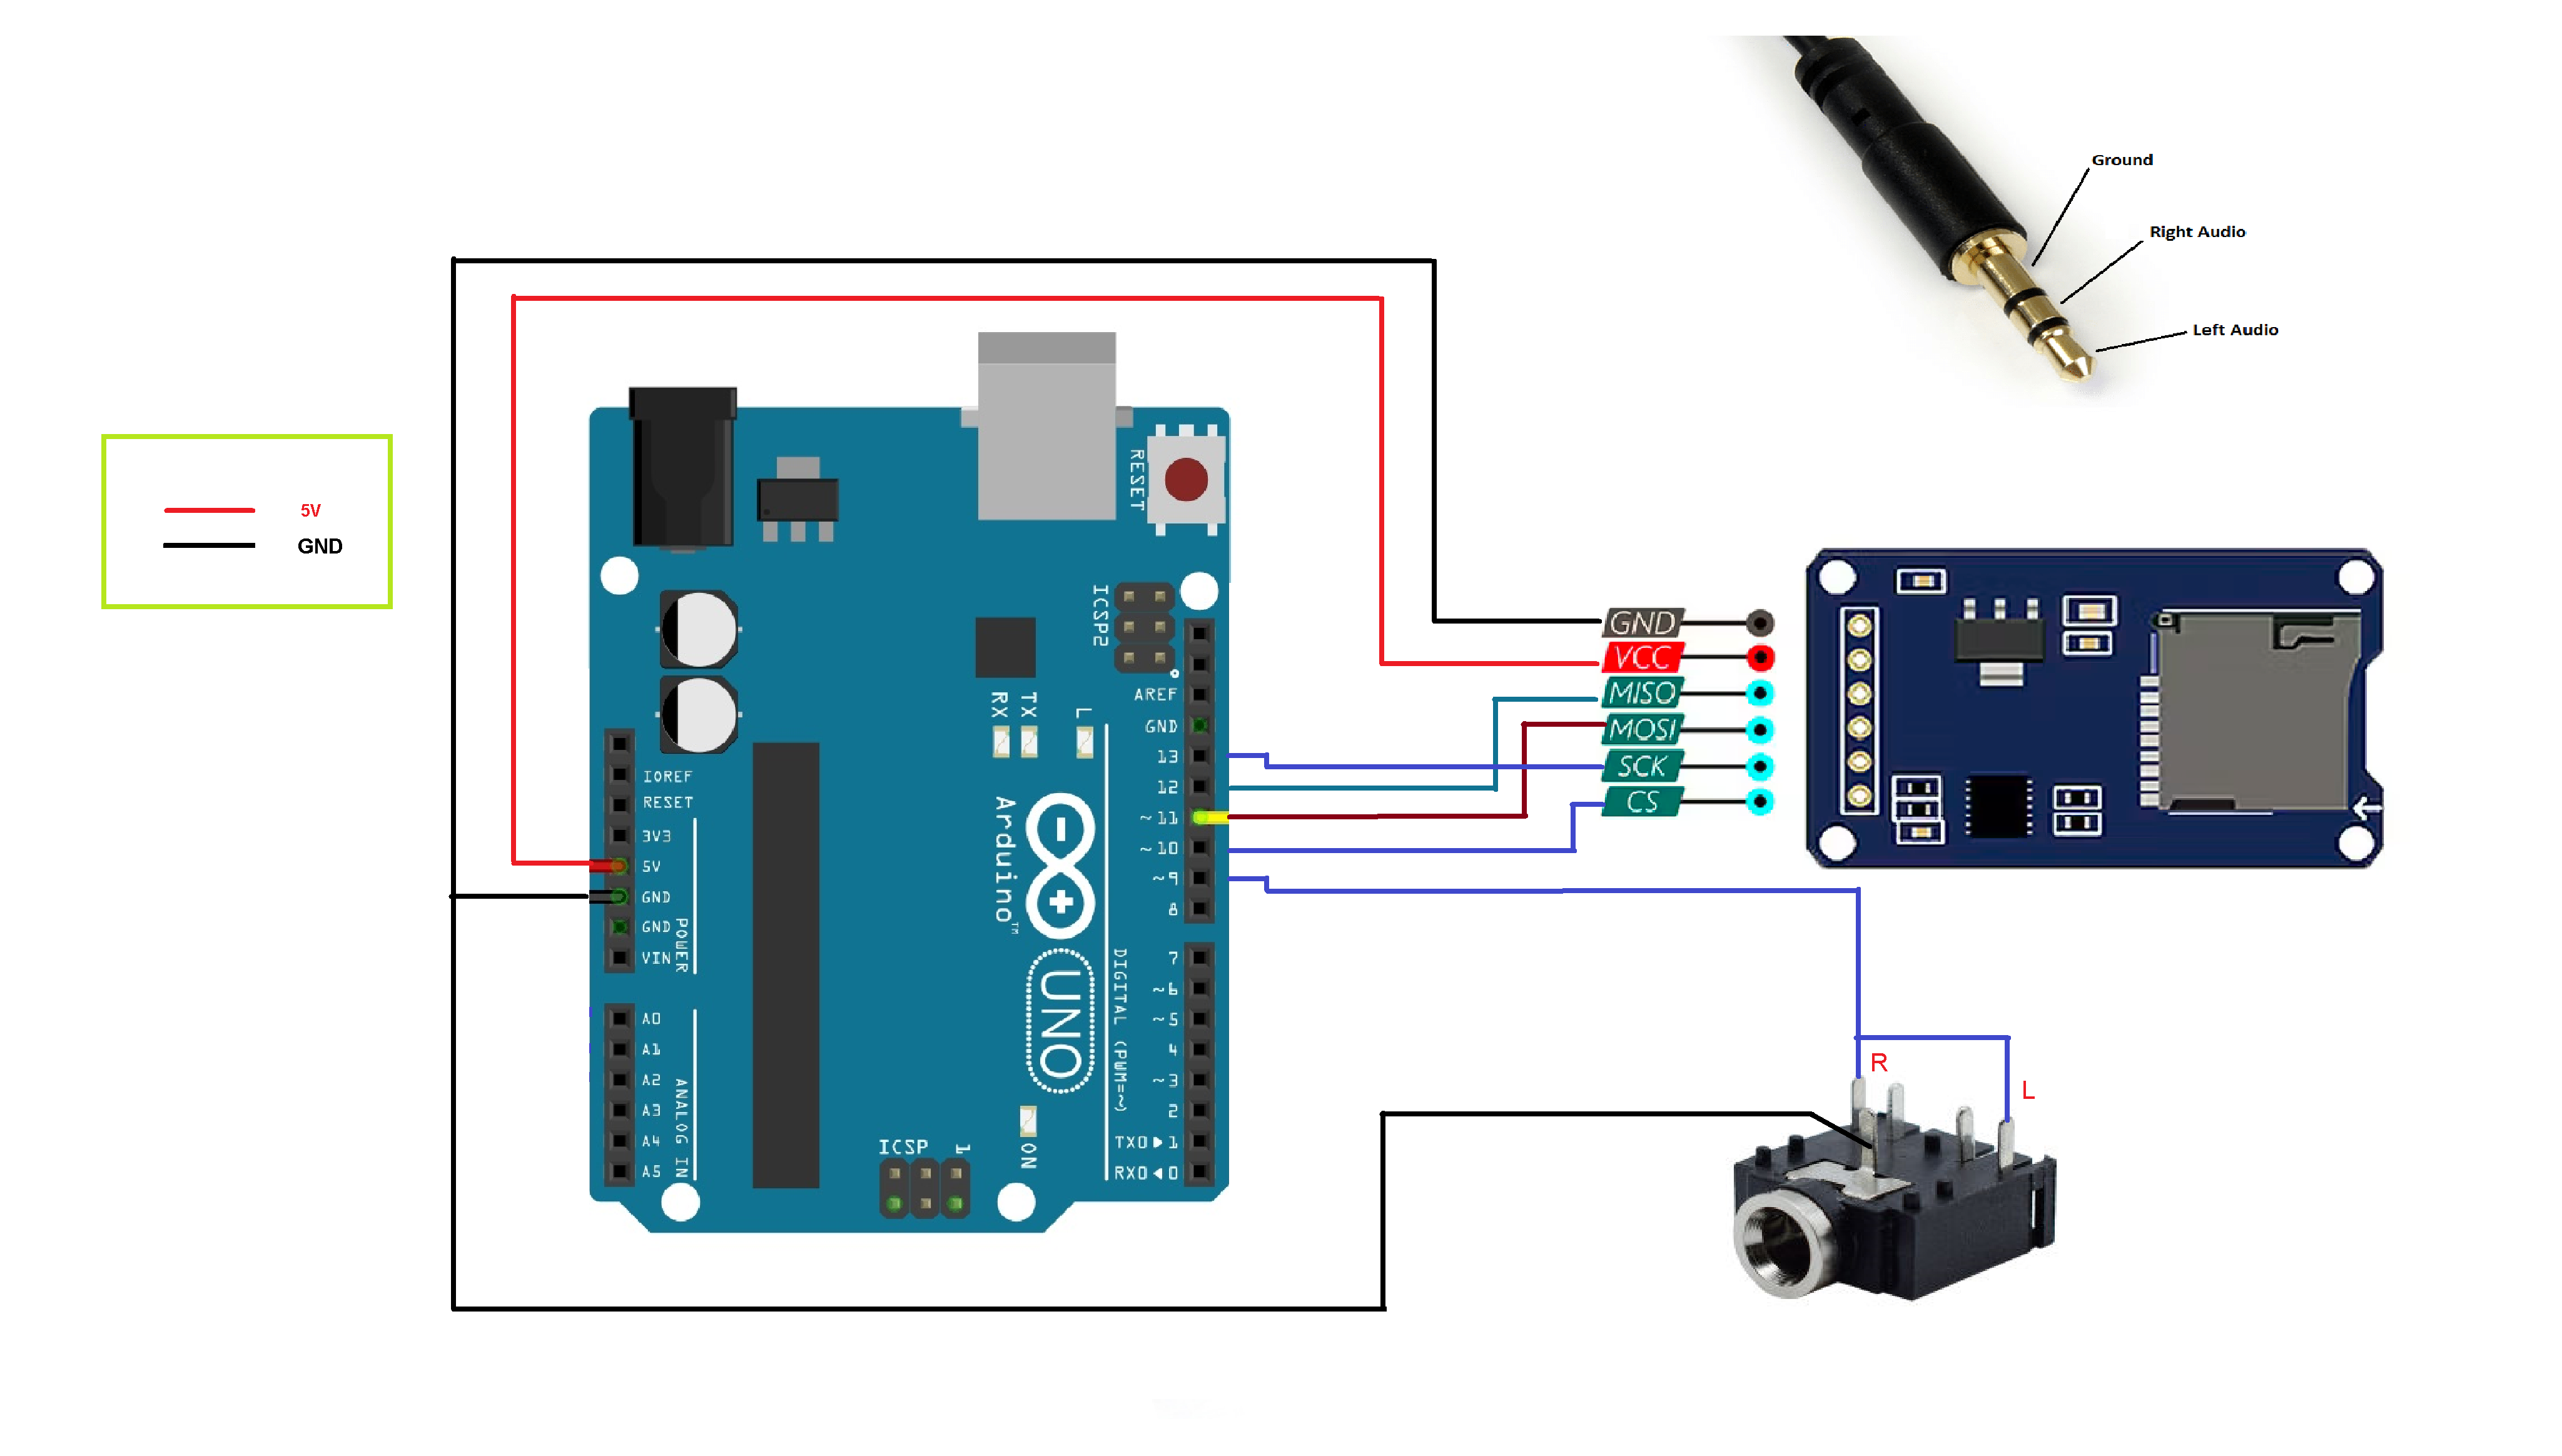 Ground
Right Audio
Left Audio
5V
GND
RESET
ICSP2
AREF
GND
13
12
~11
~10
~9
8
7
~6
~5
4
~3
2
TX0▶1
RX0◀0
DIGITAL (PWM=~)
RX
TX
L
Arduino™
UNO
ON
ICSP
1
IOREF
RESET
3V3
5V
GND
GND
VIN
POWER
A0
A1
A2
A3
A4
A5
ANALOG IN
GND
VCC
MISO
MOSI
SCK
CS
R
L